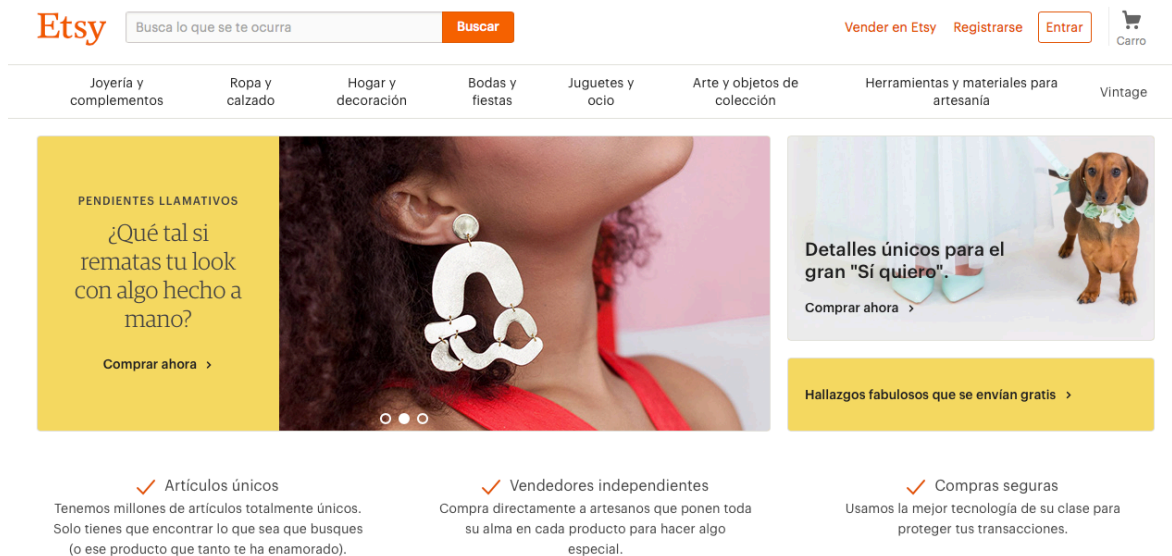 Etsy
Busca lo que se te ocurra
Buscar
Vender en Etsy
Registrarse
Entrar
Carro
Joyería y
complementos
Ropa y
calzado
Hogar y
decoración
Bodas y
fiestas
Juguetes y
ocio
Arte y objetos de
colección
Herramientas y materiales para
artesanía
Vintage
PENDIENTES LLAMATIVOS
¿Qué tal si
rematas tu look
con algo hecho a
mano?
Comprar ahora
Detalles únicos para el
gran "Sí quiero".
Comprar ahora
Hallazgos fabulosos que se envían gratis
Artículos únicos
Tenemos millones de artículos totalmente únicos.
Solo tienes que encontrar lo que sea que busques
(o ese producto que tanto te ha enamorado).
Vendedores independientes
Compra directamente a artesanos que ponen toda
su alma en cada producto para hacer algo
especial.
Compras seguras
Usamos la mejor tecnología de su clase para
proteger tus transacciones.